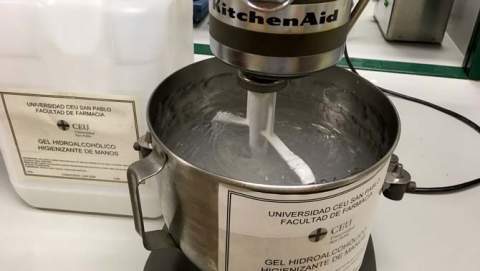 KitchenAid
UNIVERSIDAD CEU SAN PABLO
FACULTAD DE FARMACIA
CEU
GEL HIDROALCOHÓLICO
HIGIENIZANTE DE MANOS
UNIVERSIDAD CEU SAN PABLO
FACULTAD DE FARMACIA
CEU
GEL HIDROALCOHÓLICO
HIGIENIZANTE DE MANOS